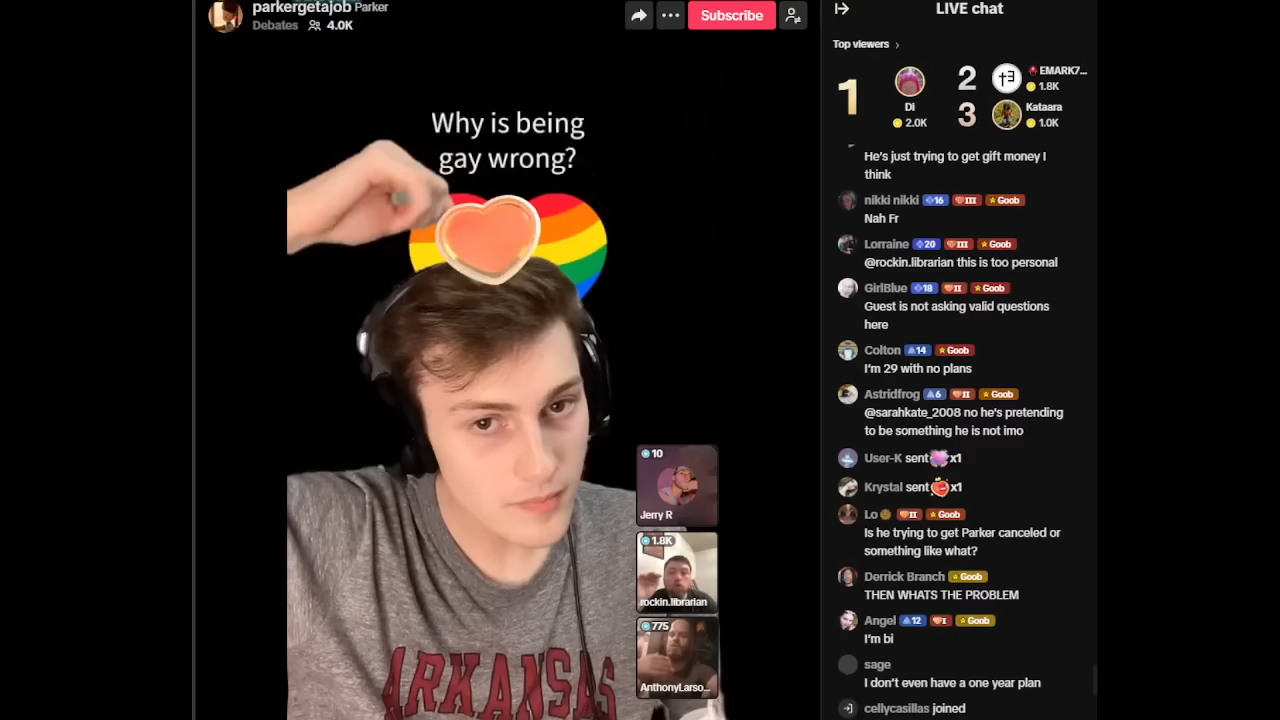 parkergetajob Parker
Debates 4.0K
Subscribe
Why is being
gay wrong?
10
Jerry R
1.8K
rockin.librarian
775
AnthonyLarso...
ARKANSAS
LIVE chat
Top viewers
1
Di
2.0K
2
EMARK7...
1.8K
3
Kataara
1.0K
He's just trying to get gift money I
think
nikki nikki 16 III Goob
Nah Fr
Lorraine 20 III Goob
@rockin.librarian this is too personal
GirlBlue 18 II Goob
Guest is not asking valid questions
here
Colton 14 Goob
I'm 29 with no plans
Astridfrog 6 II Goob
@sarahkate_2008 no he's pretending
to be something he is not imo
User-K sent x1
Krystal sent x1
Lo II Goob
Is he trying to get Parker canceled or
something like what?
Derrick Branch Goob
THEN WHATS THE PROBLEM
Angel 12 I Goob
I'm bi
sage
I don't even have a one year plan
cellycasillas joined